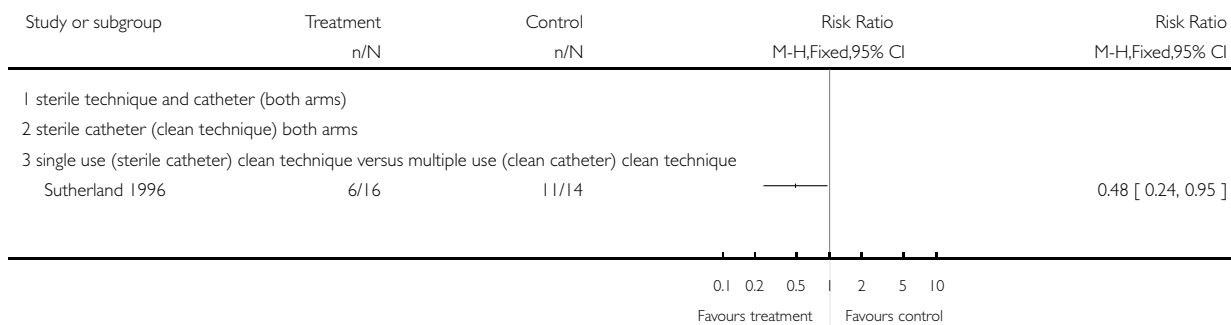 Study or subgroup Treatment Control Risk Ratio Risk Ratio
n/N n/N M-H,Fixed,95% CI M-H,Fixed,95% CI
1 sterile technique and catheter (both arms)
2 sterile catheter (clean technique) both arms
3 single use (sterile catheter) clean technique versus multiple use (clean catheter) clean technique
Sutherland 1996 6/16 11/14 0.48 [ 0.24, 0.95 ]
0.1 0.2 0.5 1 2 5 10
Favours treatment Favours control